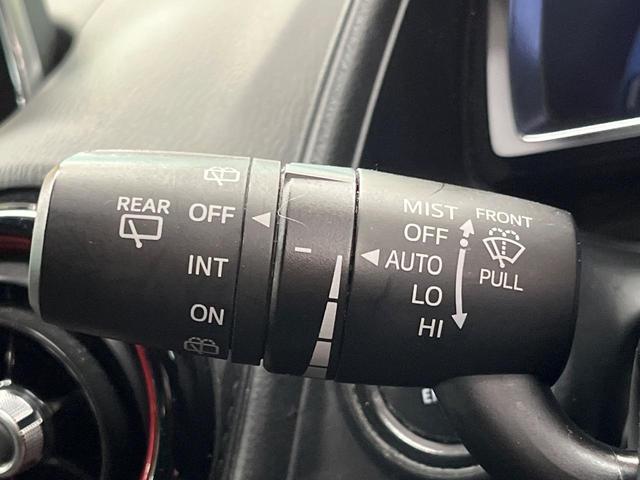 REAR
OFF
INT
ON
MIST
OFF
AUTO
LO
HI
FRONT
PULL